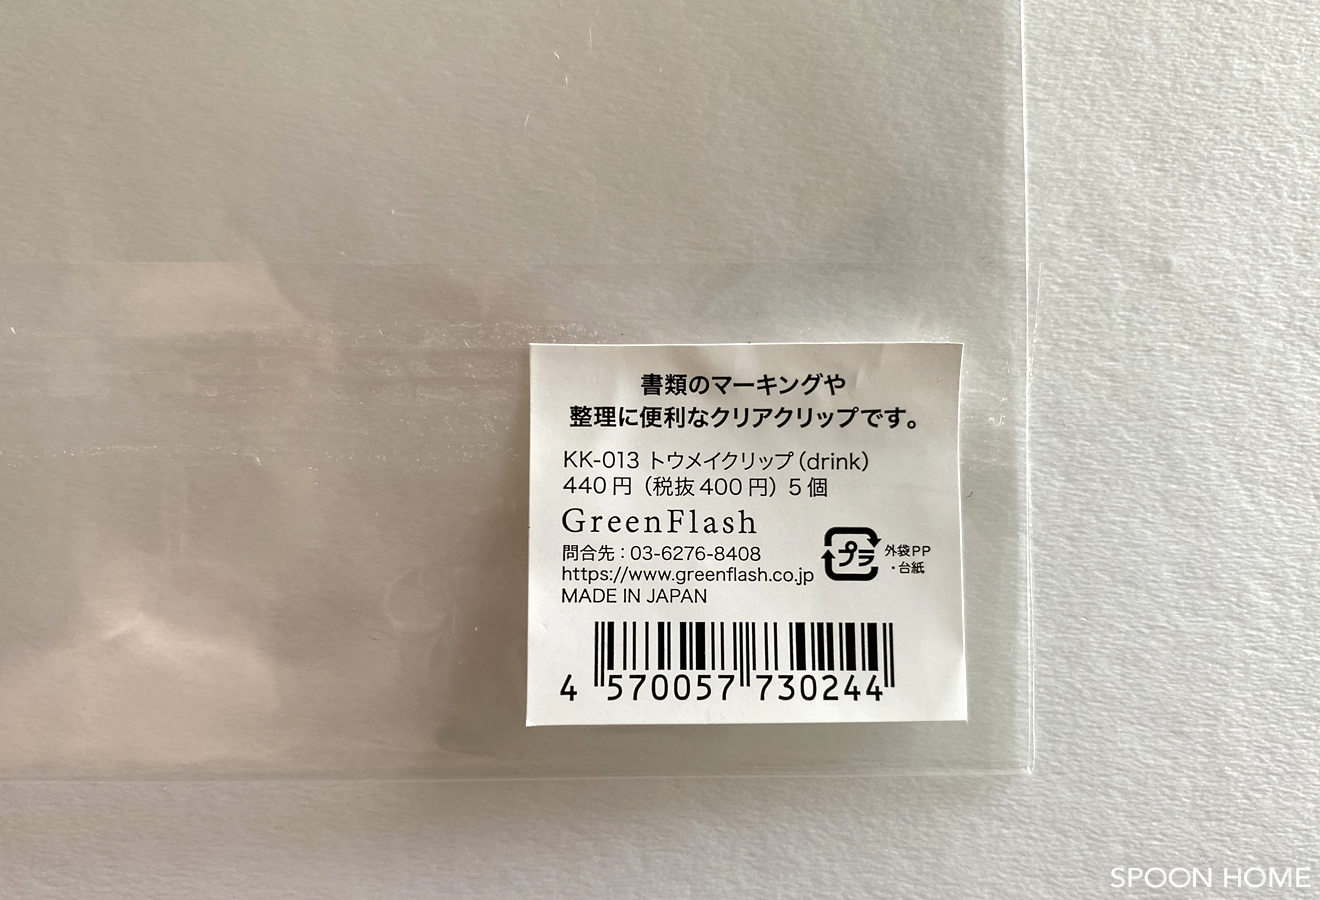 書類のマーキングや
整理に便利なクリアクリップです。
KK-013 トウメイクリップ（drink）
440円（税抜400円）5個
GreenFlash
問合先：03-6276-8408
https://www.greenflash.co.jp
MADE IN JAPAN
プラ
外袋PP
・台紙
4 570057 730244
SPOON HOME